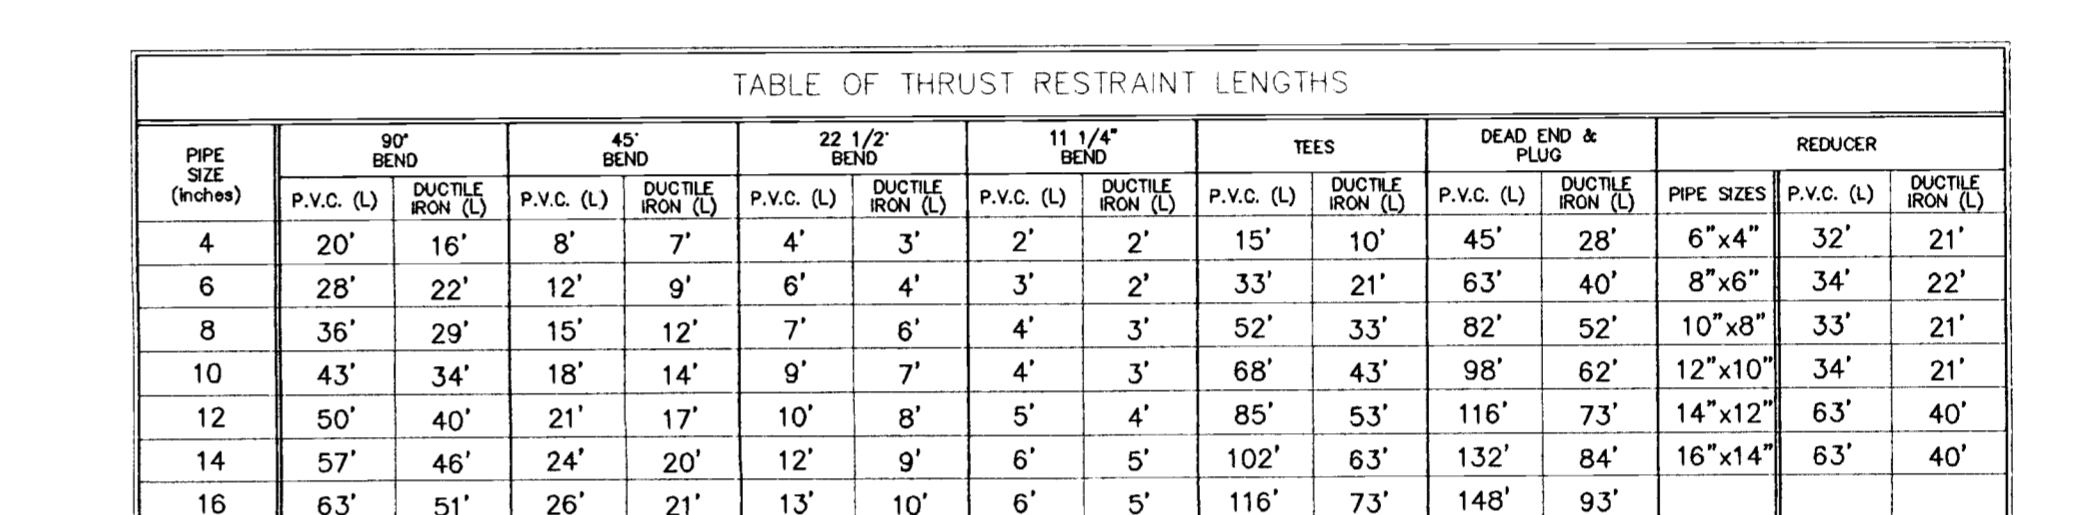 TABLE OF THRUST RESTRAINT LENGTHS
PIPE SIZE (inches) 90° BEND 45° BEND 22 1/2° BEND 11 1/4" BEND TEES DEAD END & PLUG REDUCER
P.V.C. (L) DUCTILE IRON (L) P.V.C. (L) DUCTILE IRON (L) P.V.C. (L) DUCTILE IRON (L) P.V.C. (L) DUCTILE IRON (L) P.V.C. (L) DUCTILE IRON (L) P.V.C. (L) DUCTILE IRON (L) PIPE SIZES P.V.C. (L) DUCTILE IRON (L)
4 20' 16' 8' 7' 4' 3' 2' 2' 15' 10' 45' 28' 6"x4" 32' 21'
6 28' 22' 12' 9' 6' 4' 3' 2' 33' 21' 63' 40' 8"x6" 34' 22'
8 36' 29' 15' 12' 7' 6' 4' 3' 52' 33' 82' 52' 10"x8" 33' 21'
10 43' 34' 18' 14' 9' 7' 4' 3' 68' 43' 98' 62' 12"x10" 34' 21'
12 50' 40' 21' 17' 10' 8' 5' 4' 85' 53' 116' 73' 14"x12" 63' 40'
14 57' 46' 24' 20' 12' 9' 6' 5' 102' 63' 132' 84' 16"x14" 63' 40'
16 63' 51' 26' 21' 13' 10' 6' 5' 116' 73' 148' 93'